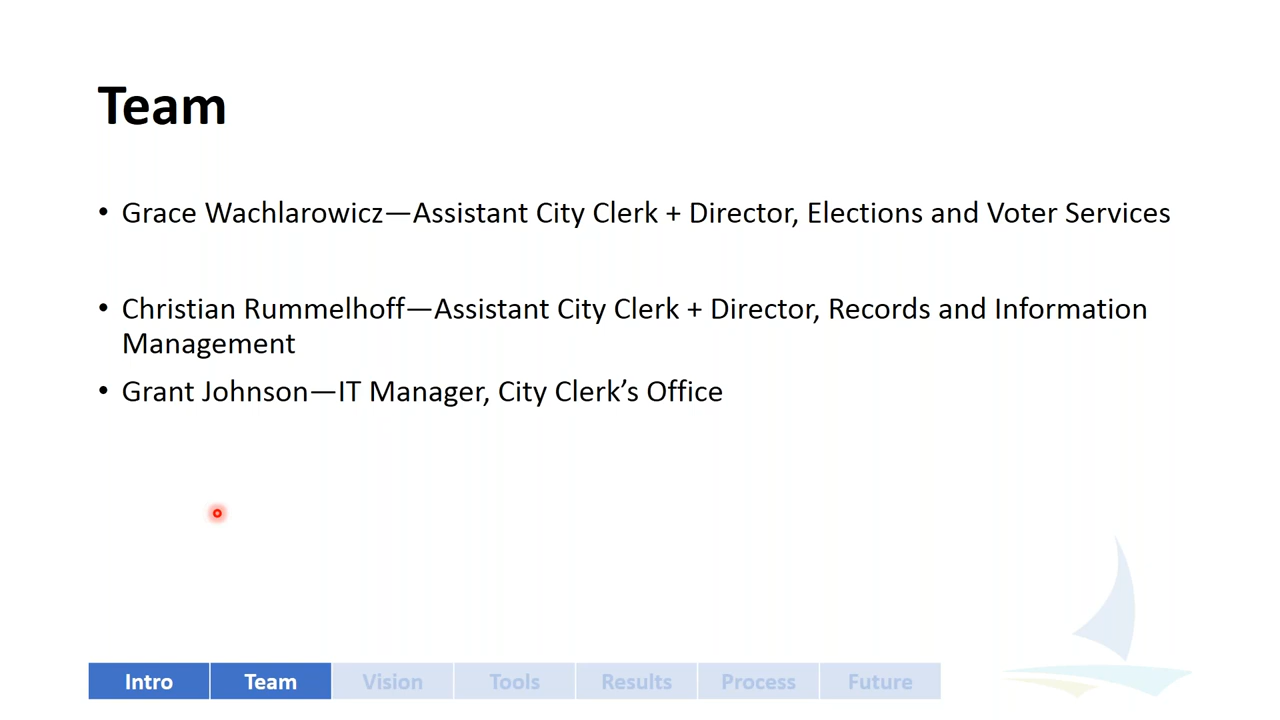 Team
• Grace Wachlarowicz—Assistant City Clerk + Director, Elections and Voter Services
• Christian Rummelhoff—Assistant City Clerk + Director, Records and Information
Management
• Grant Johnson—IT Manager, City Clerk’s Office
Intro Team Vision Tools Results Process Future